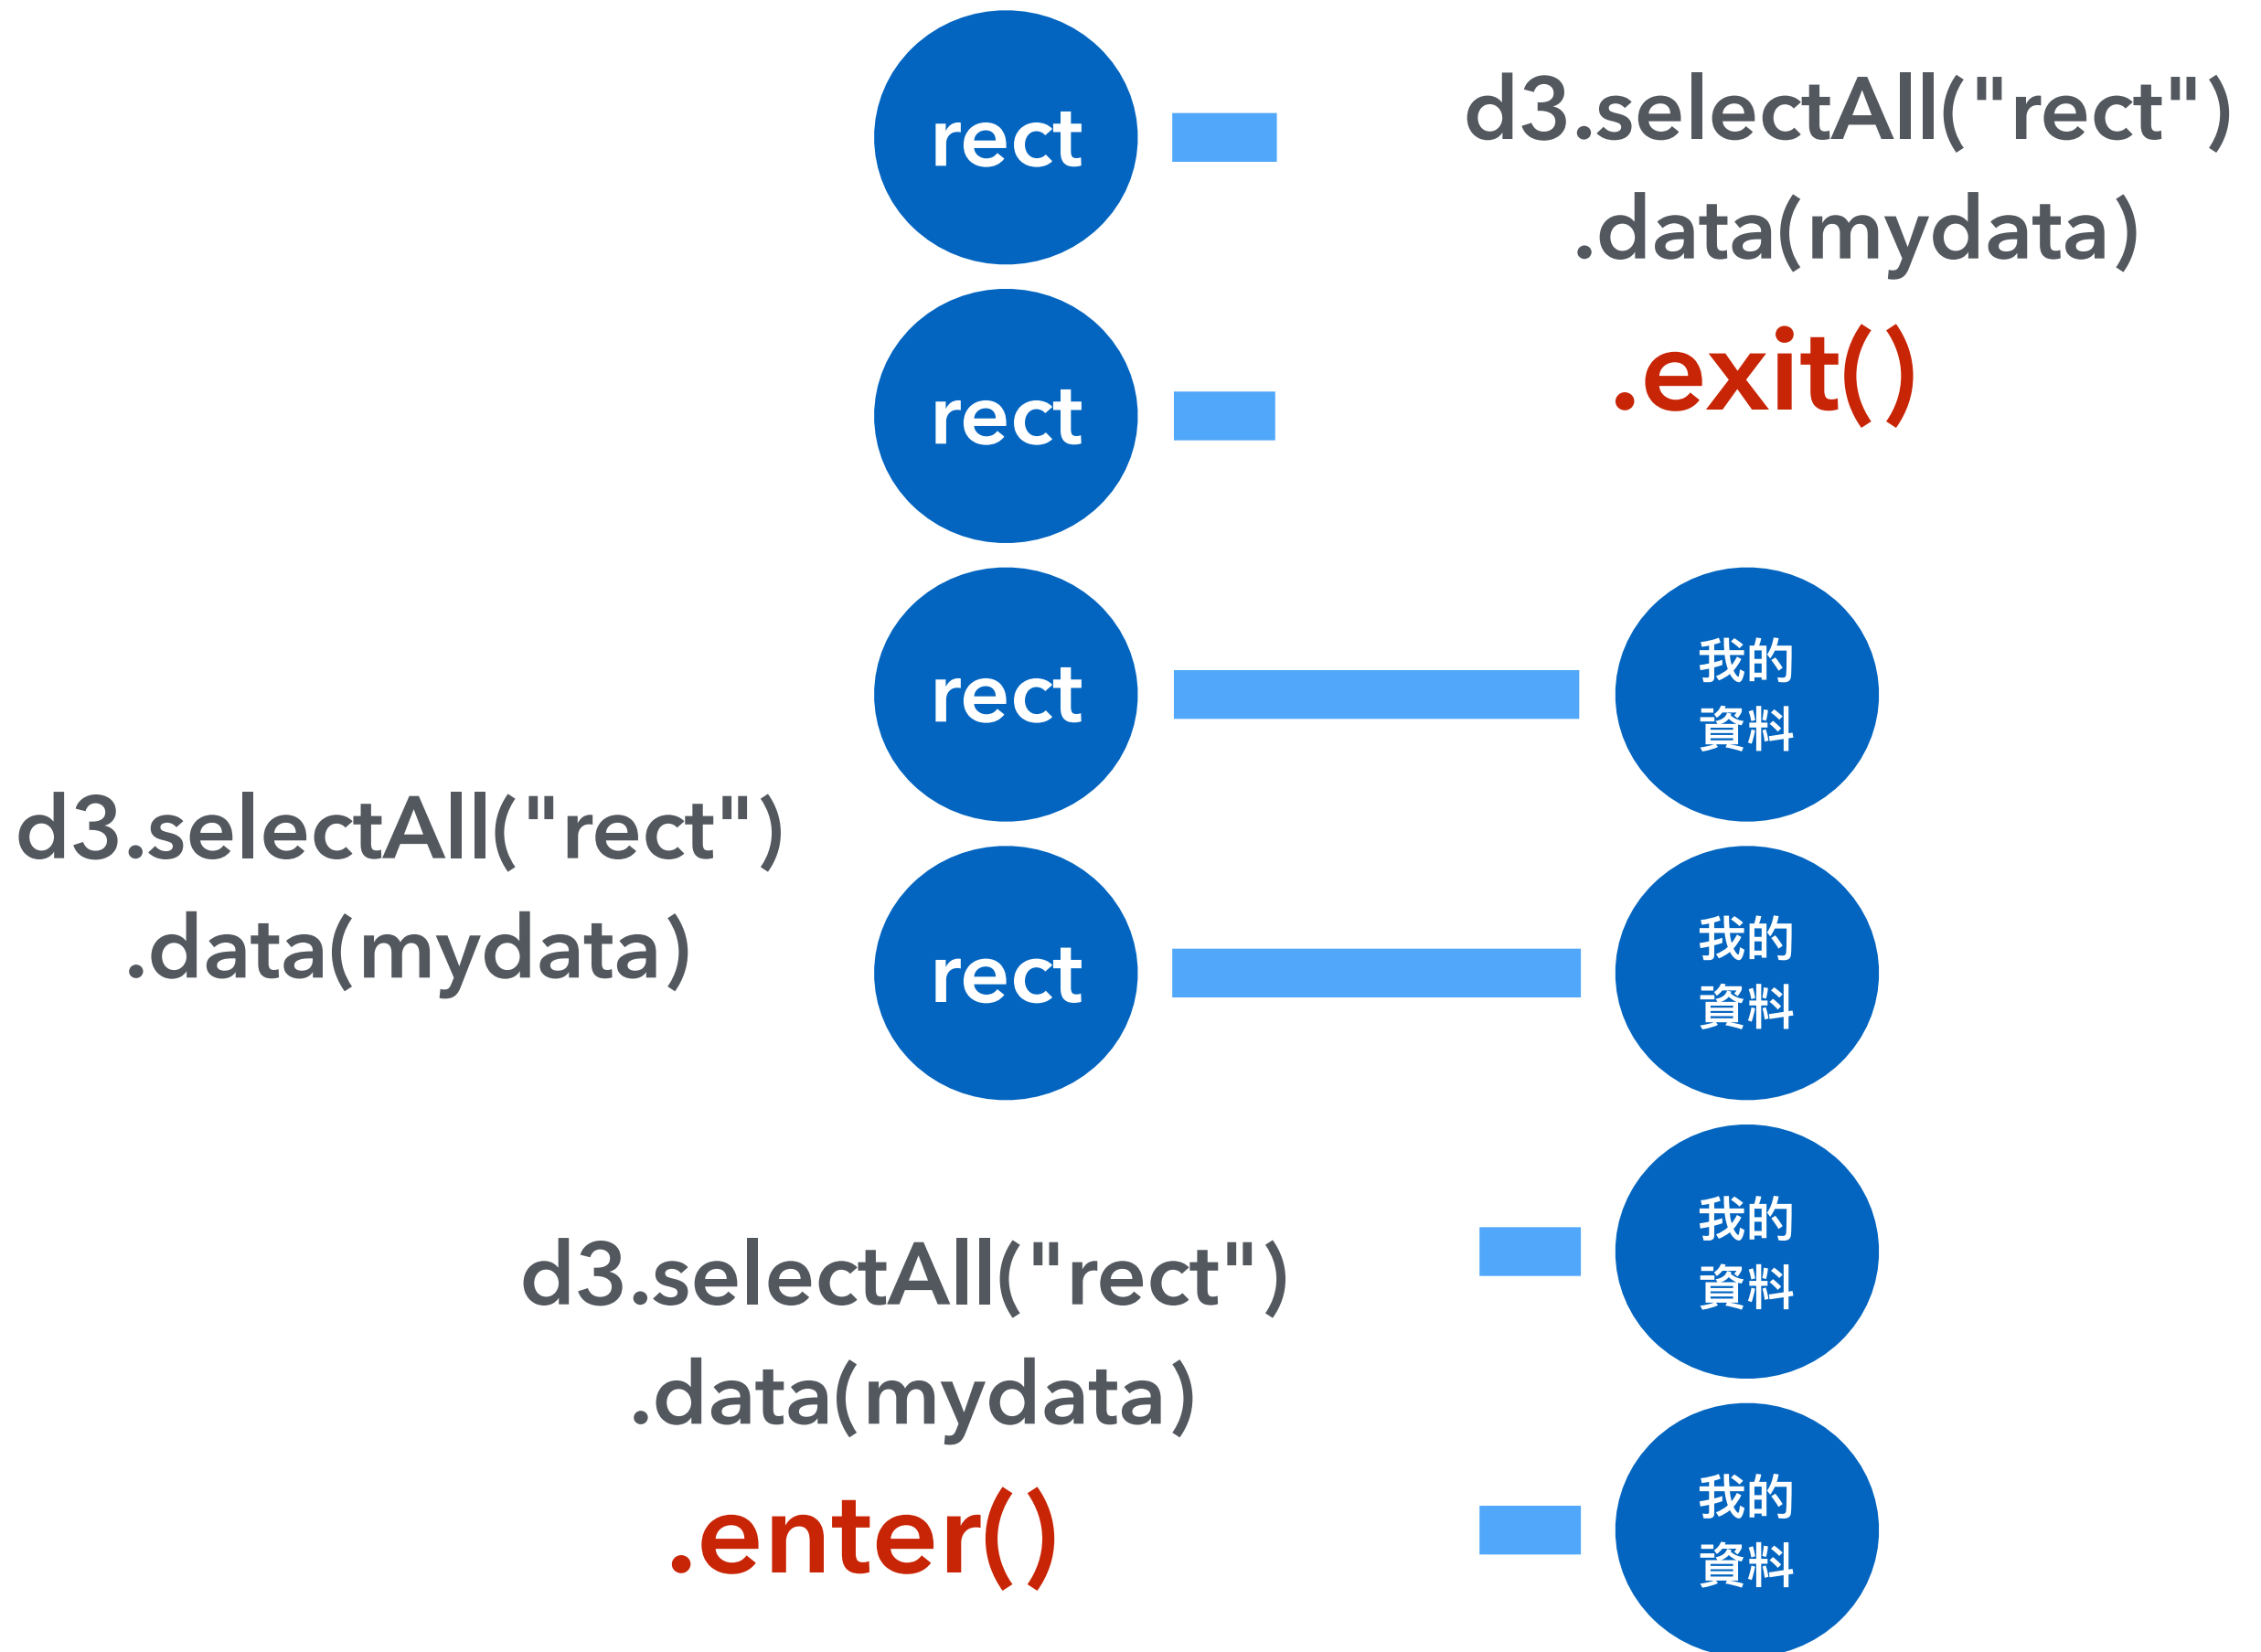 rect
d3.selectAll("rect")
.data(mydata)
.exit()
rect
rect
我的
資料
d3.selectAll("rect")
.data(mydata)
rect
我的
資料
d3.selectAll("rect")
.data(mydata)
.enter()
我的
資料
我的
資料